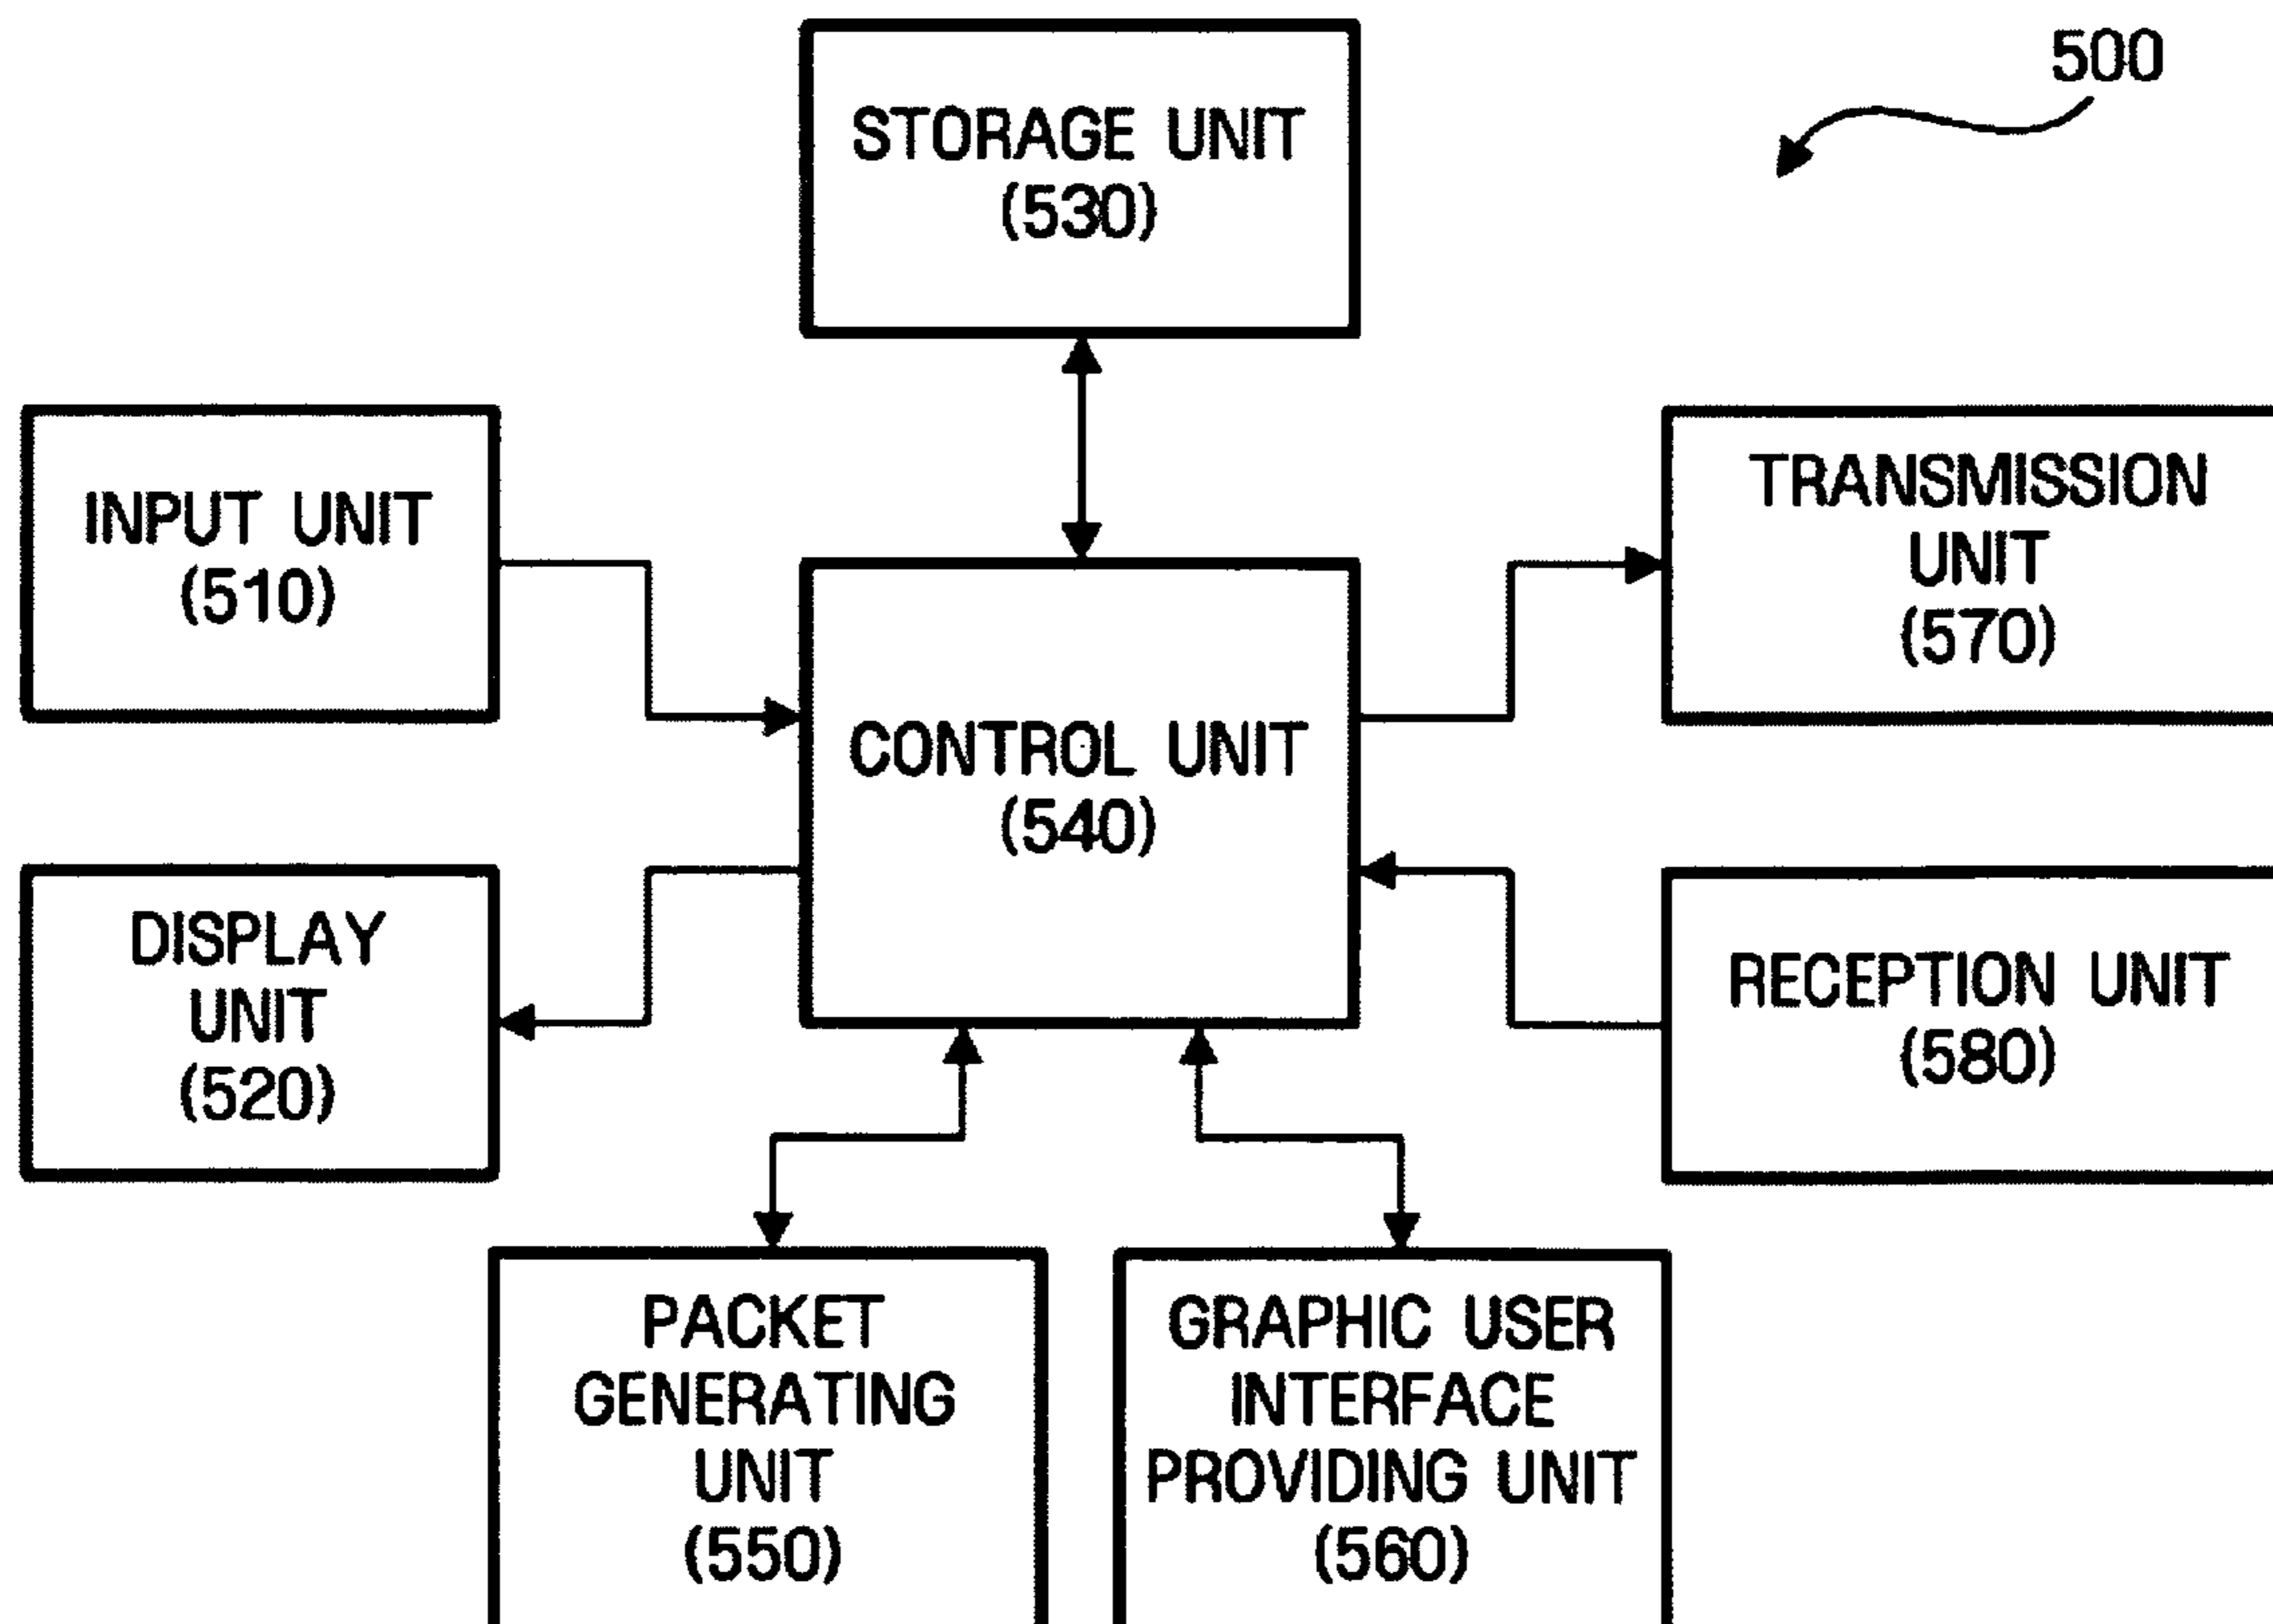 500
STORAGE UNIT
(530)
INPUT UNIT
(510)
TRANSMISSION
UNIT
(570)
CONTROL UNIT
(540)
DISPLAY
UNIT
(520)
RECEPTION UNIT
(580)
PACKET
GENERATING
UNIT
(550)
GRAPHIC USER
INTERFACE
PROVIDING UNIT
(560)